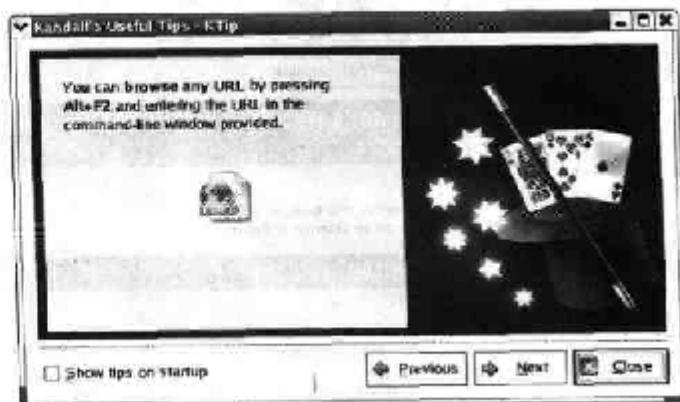 Kandalf's Useful Tips - KTip
You can browse any URL by pressing
Alt+F2 and entering the URL in the
command-line window provided.
Show tips on startup
Previous
Next
Close